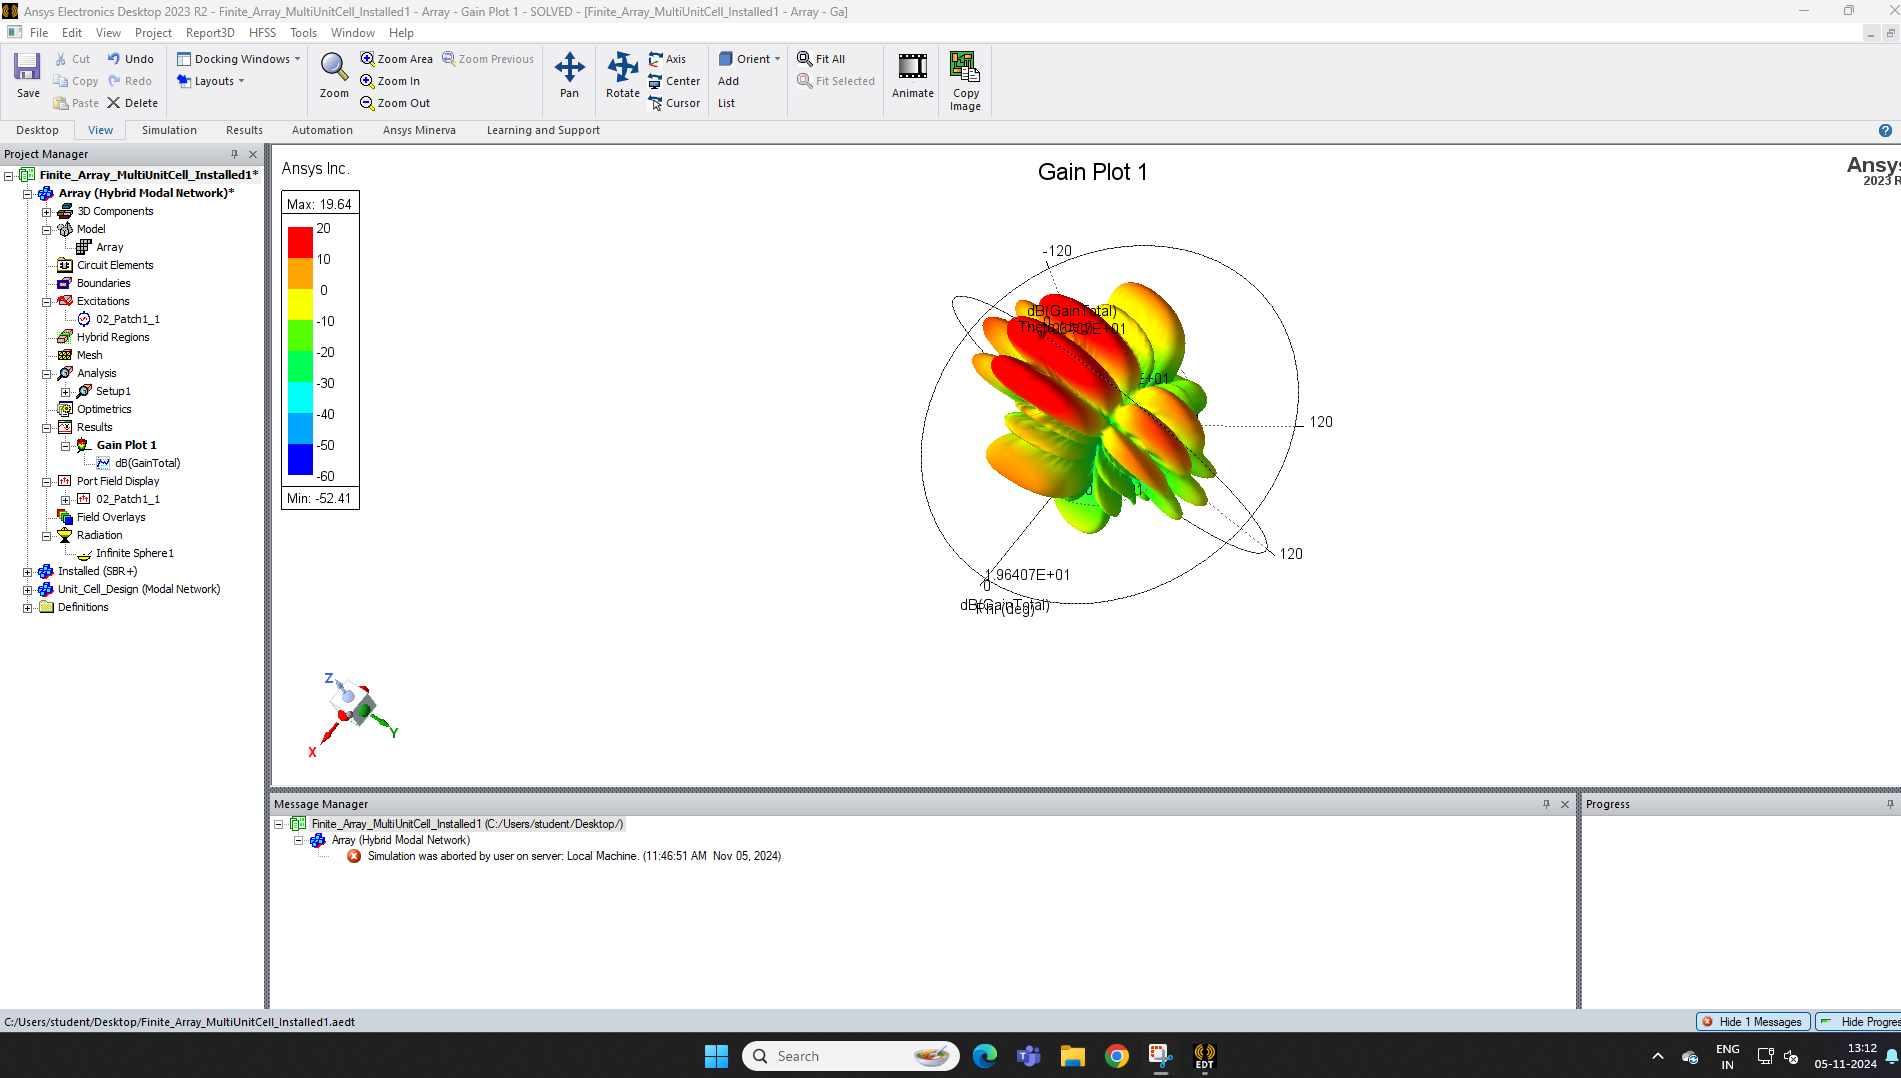 Ansys Electronics Desktop 2023 R2 - Finite_Array_MultiUnitCell_Installed1 - Array - Gain Plot 1 - SOLVED - [Finite_Array_MultiUnitCell_Installed1 - Array - Ga]
File Edit View Project Report3D HFSS Tools Window Help
Save
Cut
Copy
Paste
Undo
Redo
Delete
Docking Windows
Layouts
Zoom
Zoom Area
Zoom In
Zoom Out
Zoom Previous
Pan
Rotate
Axis
Center
Cursor
Orient
Add
List
Fit All
Fit Selected
Animate
Copy
Image
Desktop View Simulation Results Automation Ansys Minerva Learning and Support
Project Manager
Finite_Array_MultiUnitCell_Installed1*
Array (Hybrid Modal Network)*
3D Components
Model
Array
Circuit Elements
Boundaries
Excitations
02_Patch1_1
Hybrid Regions
Mesh
Analysis
Setup1
Optimetrics
Results
Gain Plot 1
dB(GainTotal)
Port Field Display
02_Patch1_1
Field Overlays
Radiation
Infinite Sphere1
Installed (SBR+)
Unit_Cell_Design (Modal Network)
Definitions
Ansys Inc.
Gain Plot 1
Ansys
2023 R
Max: 19.64
20
10
0
-10
-20
-30
-40
-50
-60
Min: -52.41
-120
dB(GainTotal)
E+01
120
120
1.96407E+01
0
dB(GainTotal)
Phi (deg)
Z
Y
X
Message Manager
Finite_Array_MultiUnitCell_Installed1 (C:/Users/student/Desktop/)
Array (Hybrid Modal Network)
Simulation was aborted by user on server: Local Machine. (11:46:51 AM Nov 05, 2024)
Progress
C:/Users/student/Desktop/Finite_Array_MultiUnitCell_Installed1.aedt
Hide 1 Messages
Hide Progres
Search
EDT
ENG
IN
13:12
05-11-2024